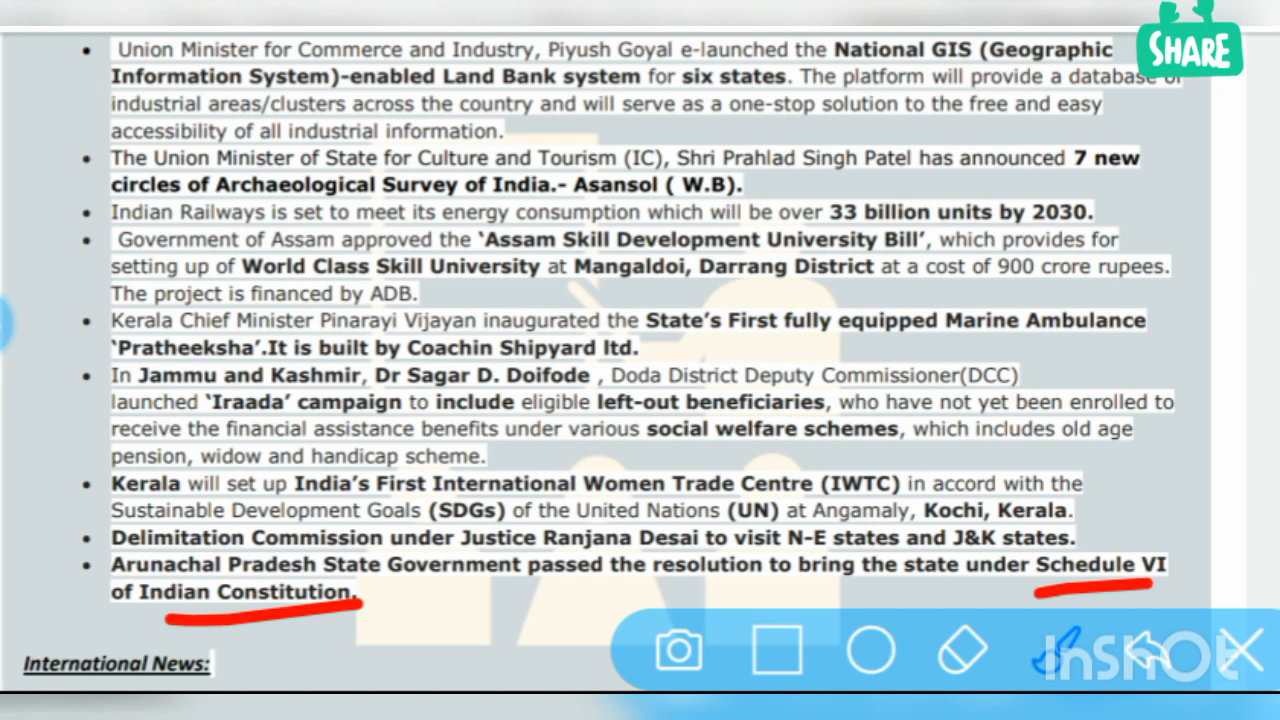 SHARE
• Union Minister for Commerce and Industry, Piyush Goyal e-launched the National GIS (Geographic
Information System)-enabled Land Bank system for six states. The platform will provide a database of
industrial areas/clusters across the country and will serve as a one-stop solution to the free and easy
accessibility of all industrial information.
• The Union Minister of State for Culture and Tourism (IC), Shri Prahlad Singh Patel has announced 7 new
circles of Archaeological Survey of India.- Asansol ( W.B).
• Indian Railways is set to meet its energy consumption which will be over 33 billion units by 2030.
• Government of Assam approved the ‘Assam Skill Development University Bill’, which provides for
setting up of World Class Skill University at Mangaldoi, Darrang District at a cost of 900 crore rupees.
The project is financed by ADB.
• Kerala Chief Minister Pinarayi Vijayan inaugurated the State’s First fully equipped Marine Ambulance
‘Pratheeksha’.It is built by Coachin Shipyard ltd.
• In Jammu and Kashmir, Dr Sagar D. Doifode , Doda District Deputy Commissioner(DCC)
launched ‘Iraada’ campaign to include eligible left-out beneficiaries, who have not yet been enrolled to
receive the financial assistance benefits under various social welfare schemes, which includes old age
pension, widow and handicap scheme.
• Kerala will set up India’s First International Women Trade Centre (IWTC) in accord with the
Sustainable Development Goals (SDGs) of the United Nations (UN) at Angamaly, Kochi, Kerala.
• Delimitation Commission under Justice Ranjana Desai to visit N-E states and J&K states.
• Arunachal Pradesh State Government passed the resolution to bring the state under Schedule VI
of Indian Constitution.
International News:
InShOt